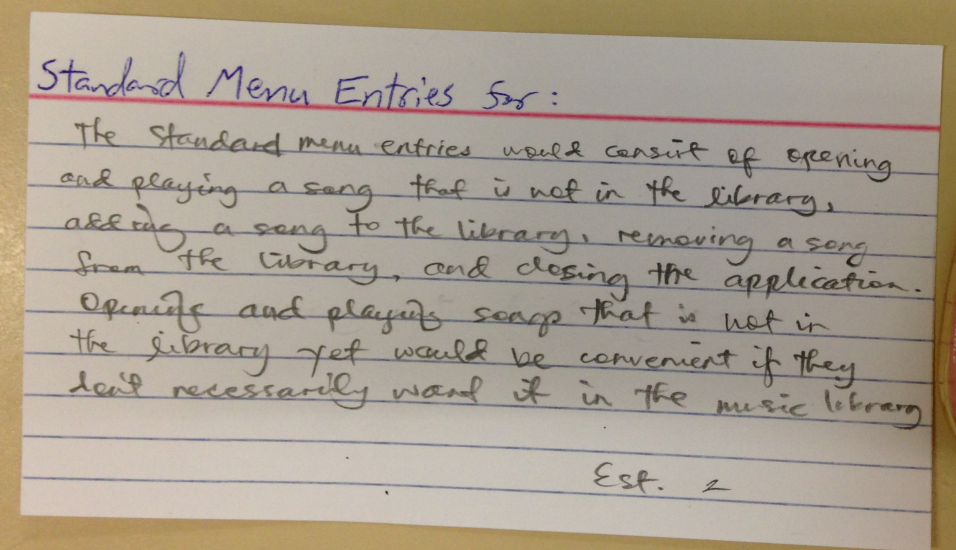 Standard Menu Entries for:
The standard menu entries would consist of opening
and playing a song that is not in the library,
adding a song to the library, removing a song
from the library, and closing the application.
Opening and playing songs that is not in
the library yet would be convenient if they
don't necessarily want it in the music library
Est. 2